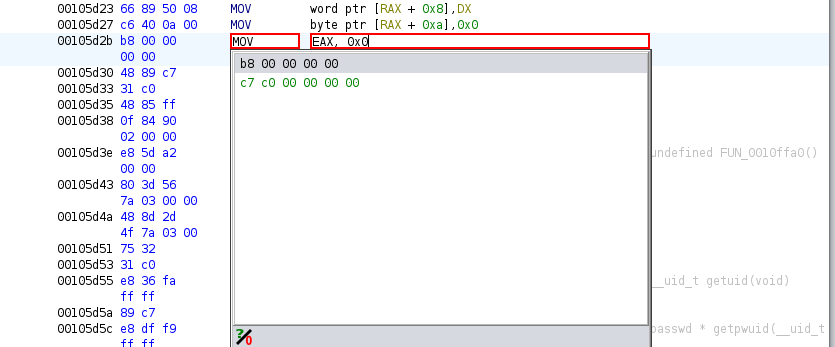 00105d23 66 89 50 08 MOV word ptr [RAX + 0x8],DX
00105d27 c6 40 0a 00 MOV byte ptr [RAX + 0xa],0x0
00105d2b b8 00 00 MOV EAX, 0x0
00 00
b8 00 00 00 00
c7 c0 00 00 00 00
00105d30 48 89 c7
00105d33 31 c0
00105d35 48 85 ff
00105d38 0f 84 90
02 00 00
00105d3e e8 5d a2 undefined FUN_0010ffa0()
00 00
00105d43 80 3d 56
7a 03 00 00
00105d4a 48 8d 2d
4f 7a 03 00
00105d51 75 32
00105d53 31 c0
00105d55 e8 36 fa __uid_t getuid(void)
ff ff
00105d5a 89 c7
00105d5c e8 df f9 passwd * getpwuid(__uid_t
ff ff
?/0